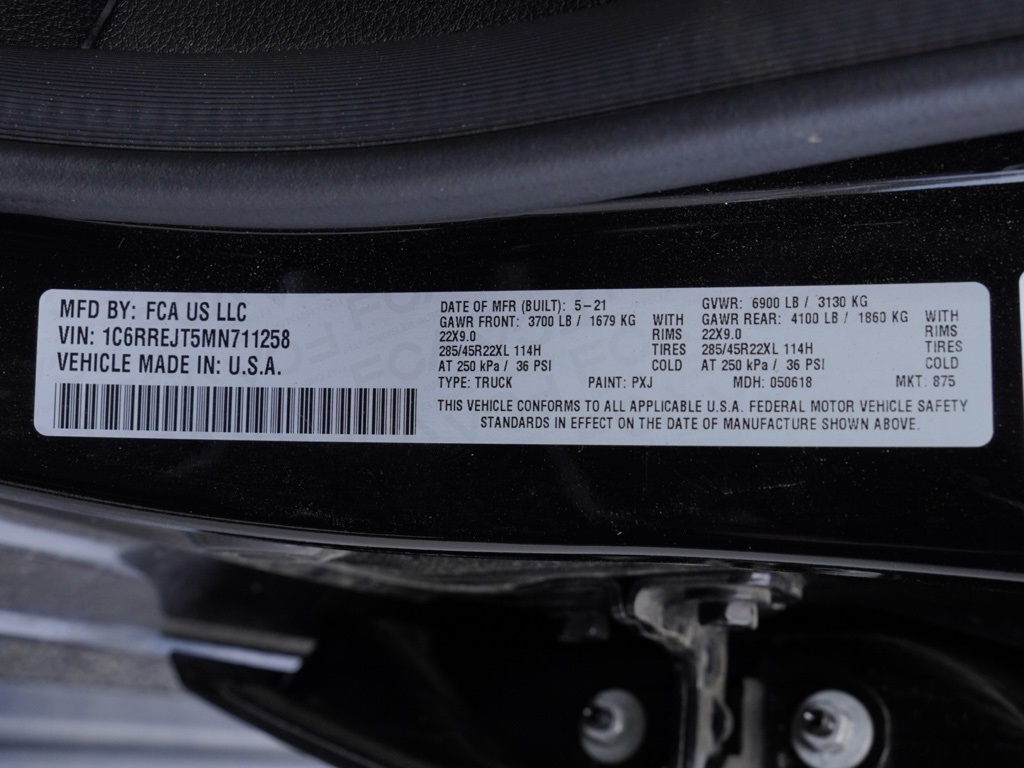 MFD BY: FCA US LLC
VIN: 1C6RREJT5MN711258
VEHICLE MADE IN: U.S.A.
DATE OF MFR (BUILT): 5-21
GAWR FRONT: 3700 LB / 1679 KG WITH
22X9.0 RIMS
285/45R22XL 114H TIRES
AT 250 kPa / 36 PSI COLD
TYPE: TRUCK PAINT: PXJ
GVWR: 6900 LB / 3130 KG
GAWR REAR: 4100 LB / 1860 KG WITH
22X9.0 RIMS
285/45R22XL 114H TIRES
AT 250 kPa / 36 PSI COLD
MDH: 050618 MKT: 875
THIS VEHICLE CONFORMS TO ALL APPLICABLE U.S.A. FEDERAL MOTOR VEHICLE SAFETY
STANDARDS IN EFFECT ON THE DATE OF MANUFACTURE SHOWN ABOVE.